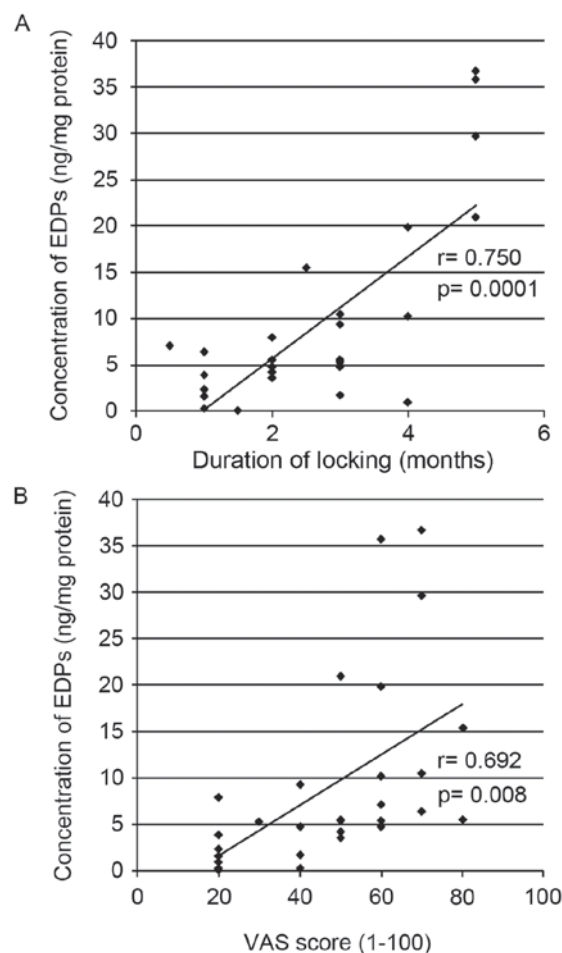 A
Concentration of EDPs (ng/mg protein)
40
35
30
25
20
15
10
5
0
r= 0.750
p= 0.0001
0 2 4 6
Duration of locking (months)
B
Concentration of EDPs (ng/mg protein)
40
35
30
25
20
15
10
5
0
r= 0.692
p= 0.008
0 20 40 60 80 100
VAS score (1-100)